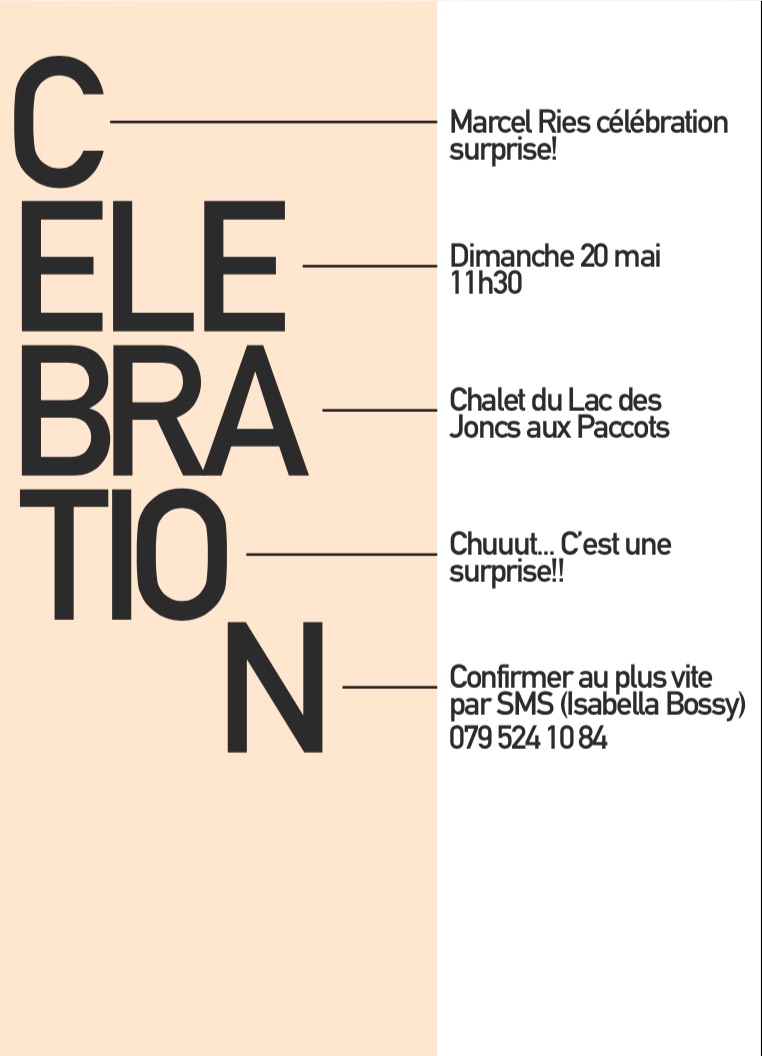 C
Marcel Ries célébration
surprise!
ELE
Dimanche 20 mai
11h30
BRA
Chalet du Lac des
Joncs aux Paccots
TIO
Chuuut... C'est une
surprise!!
N
Confirmer au plus vite
par SMS (Isabella Bossy)
079 524 10 84